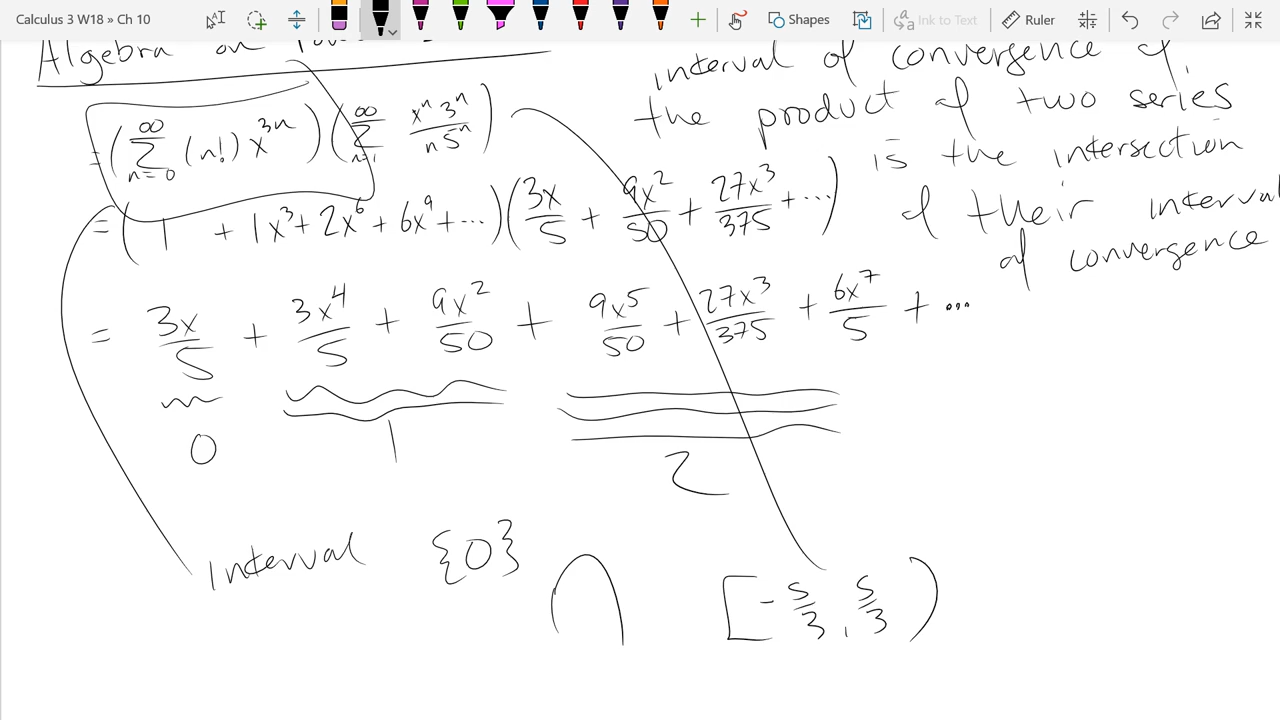 Calculus 3 W18 » Ch 10
Ink to Text
Shapes
Ruler
Algebra on
interval of convergence of
the product of two series
is the intersection
of their interval
of convergence
= (∑_{n=0}^{∞} (n!) x^{3n}) (∑_{n=1}^{∞} x^n 3^n / n 5^n)
= (1 + 1x^3 + 2x^6 + 6x^9 + ...) (3x/5 + 9x^2/50 + 27x^3/375 + ...)
= 3x/5 + 3x^4/5 + 9x^2/50 + 9x^5/50 + 27x^3/375 + 6x^7/5 + ...
0 1 2
Interval {0} ∩ [-5/3, 5/3)